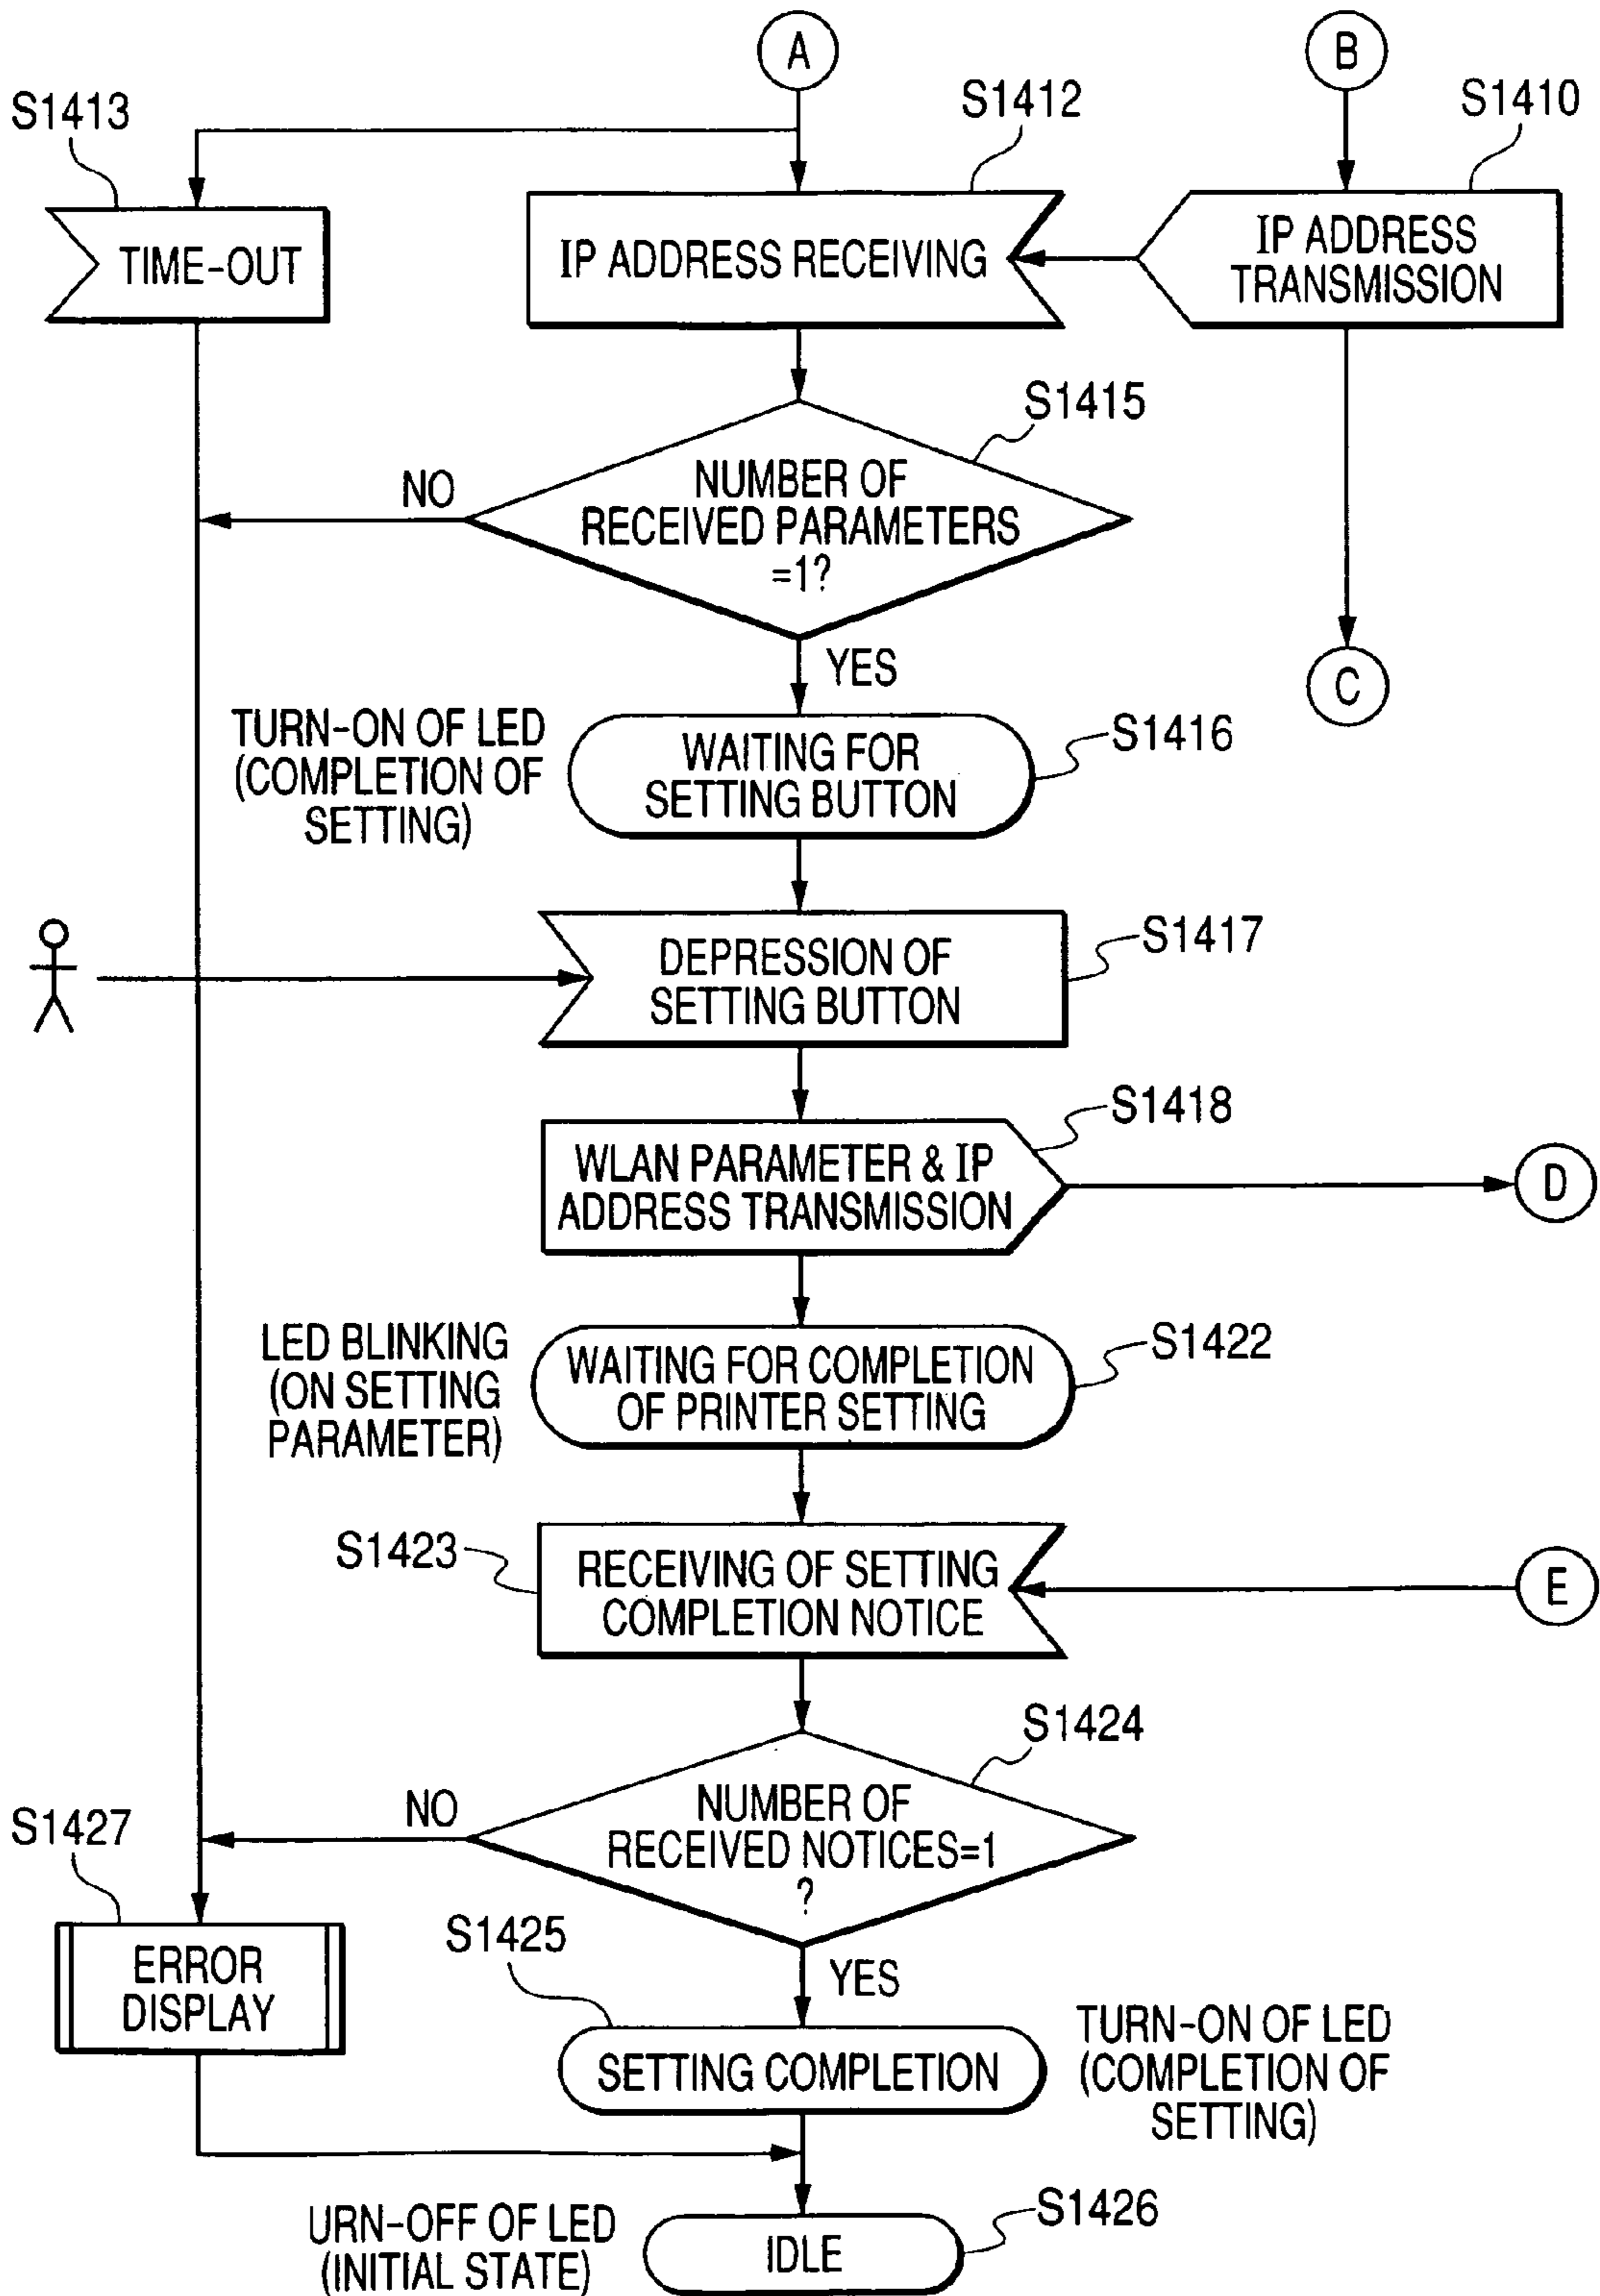 A
B
S1413
S1412
S1410
TIME-OUT
IP ADDRESS RECEIVING
IP ADDRESS
TRANSMISSION
S1415
NO
NUMBER OF
RECEIVED PARAMETERS
=1?
YES
C
TURN-ON OF LED
(COMPLETION OF
SETTING)
WAITING FOR
SETTING BUTTON
S1416
DEPRESSION OF
SETTING BUTTON
S1417
S1418
WLAN PARAMETER & IP
ADDRESS TRANSMISSION
D
LED BLINKING
(ON SETTING
PARAMETER)
WAITING FOR COMPLETION
OF PRINTER SETTING
S1422
S1423
RECEIVING OF SETTING
COMPLETION NOTICE
E
S1424
NO
NUMBER OF
RECEIVED NOTICES=1
?
S1427
ERROR
DISPLAY
S1425
YES
SETTING COMPLETION
TURN-ON OF LED
(COMPLETION OF
SETTING)
URN-OFF OF LED
(INITIAL STATE)
IDLE
S1426